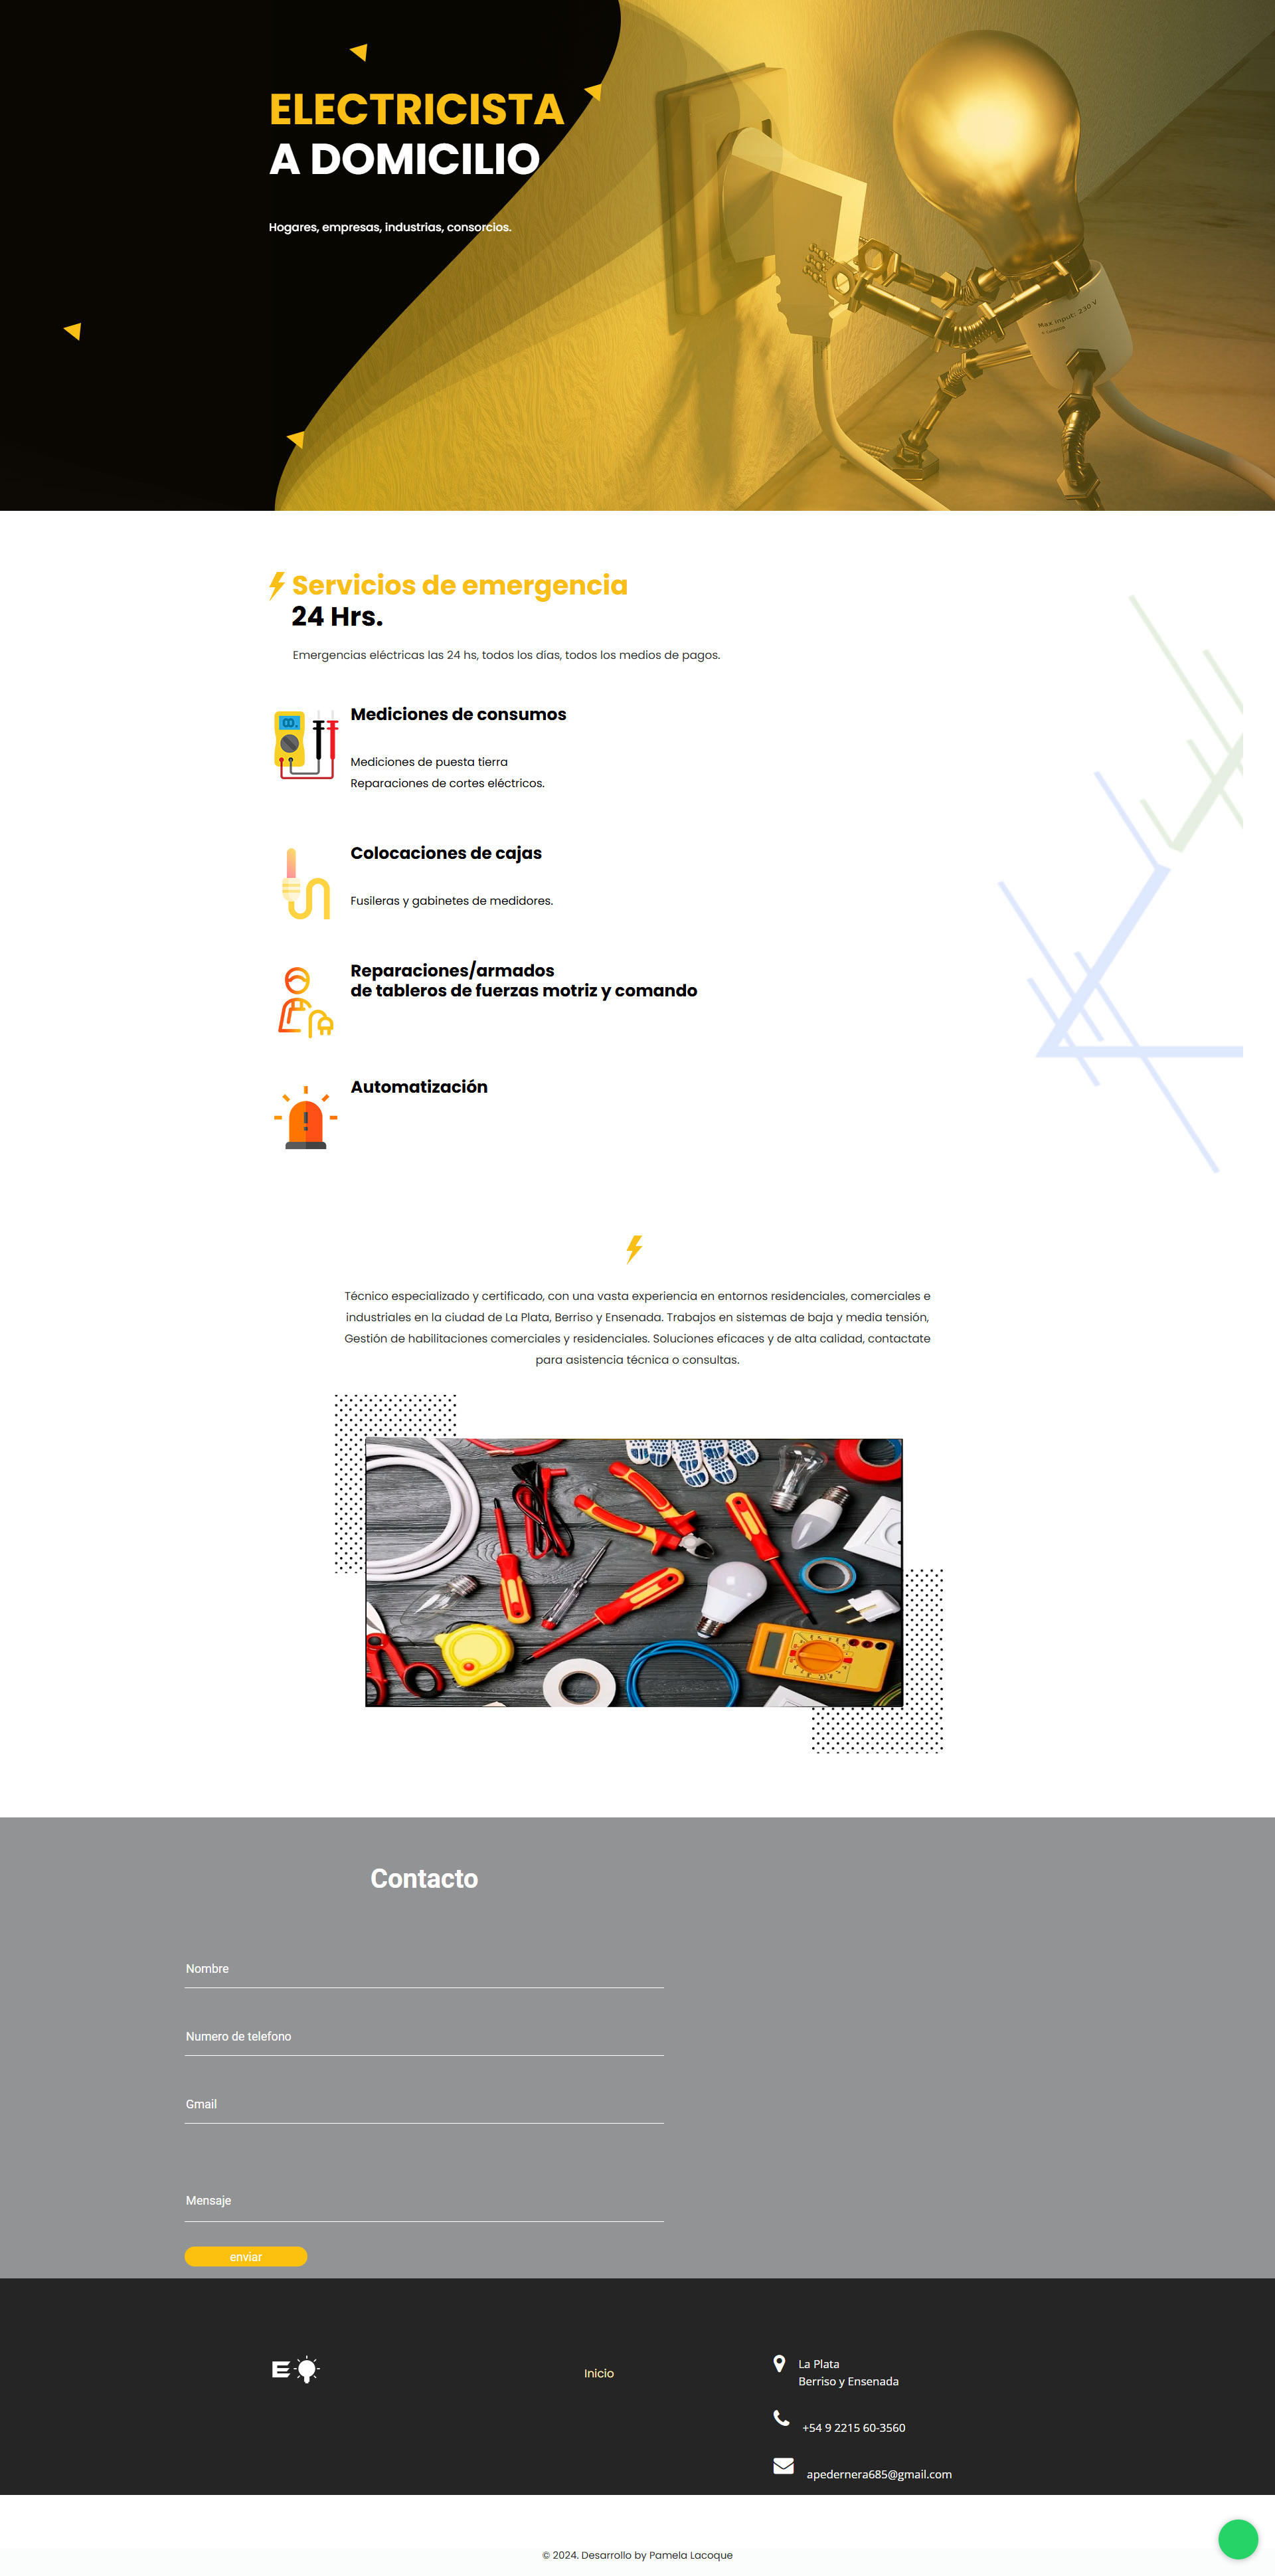 ELECTRICISTA
A DOMICILIO
Hogares, empresas, industrias, consorcios.
Max input: 230 V
Servicios de emergencia
24 Hrs.
Emergencias eléctricas las 24 hs, todos los días, todos los medios de pagos.
Mediciones de consumos
Mediciones de puesta tierra
Reparaciones de cortes eléctricos.
Colocaciones de cajas
Fusileras y gabinetes de medidores.
Reparaciones/armados
de tableros de fuerzas motriz y comando
Automatización
Técnico especializado y certificado, con una vasta experiencia en entornos residenciales, comerciales e
industriales en la ciudad de La Plata, Berriso y Ensenada. Trabajos en sistemas de baja y media tensión,
Gestión de habilitaciones comerciales y residenciales. Soluciones eficaces y de alta calidad, contactate
para asistencia técnica o consultas.
Contacto
Nombre
Numero de telefono
Gmail
Mensaje
enviar
E
Inicio
La Plata
Berriso y Ensenada
+54 9 2215 60-3560
apedernera685@gmail.com
© 2024. Desarrollo by Pamela Lacoque